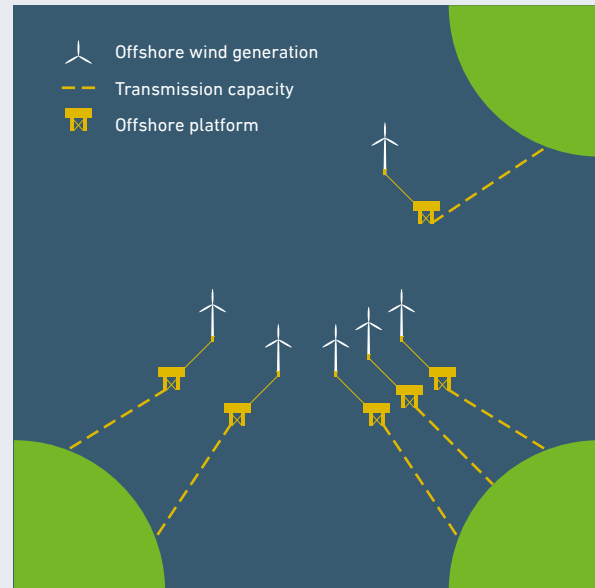 Offshore wind generation
Transmission capacity
Offshore platform